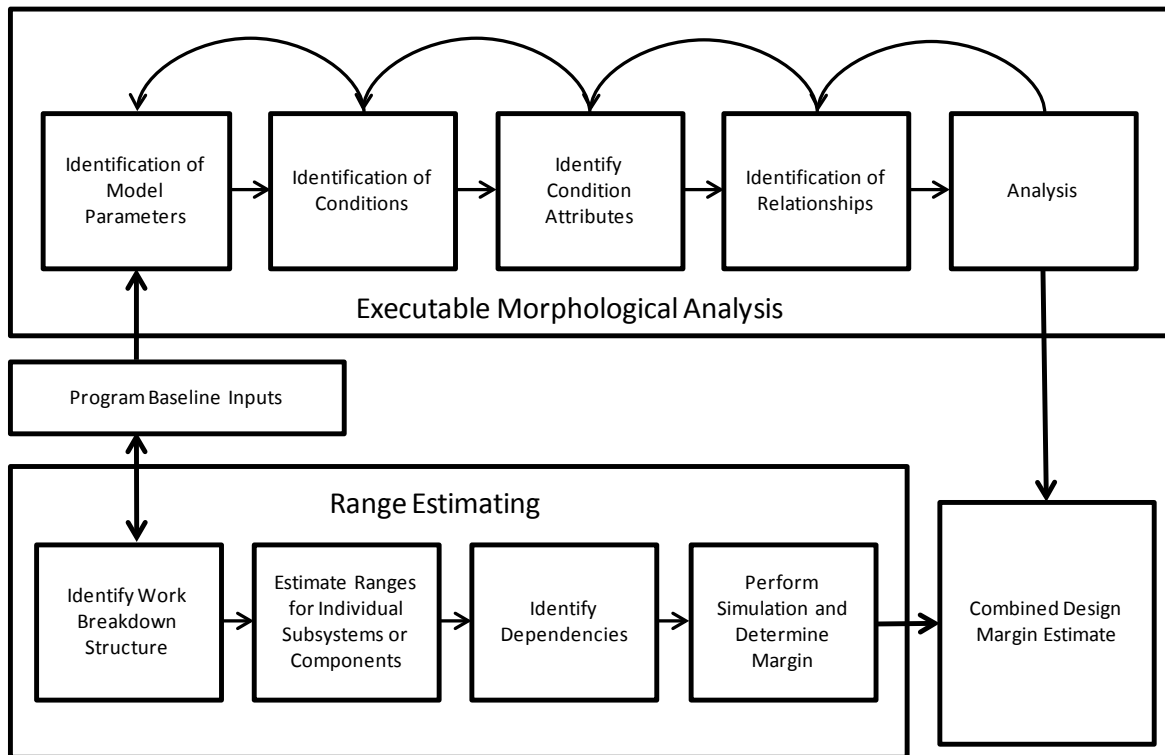 Identification of
Model
Parameters
Identification of
Conditions
Identify
Condition
Attributes
Identification of
Relationships
Analysis
Executable Morphological Analysis
Program Baseline Inputs
Range Estimating
Identify Work
Breakdown
Structure
Estimate Ranges
for Individual
Subsystems or
Components
Identify
Dependencies
Perform
Simulation and
Determine
Margin
Combined Design
Margin Estimate